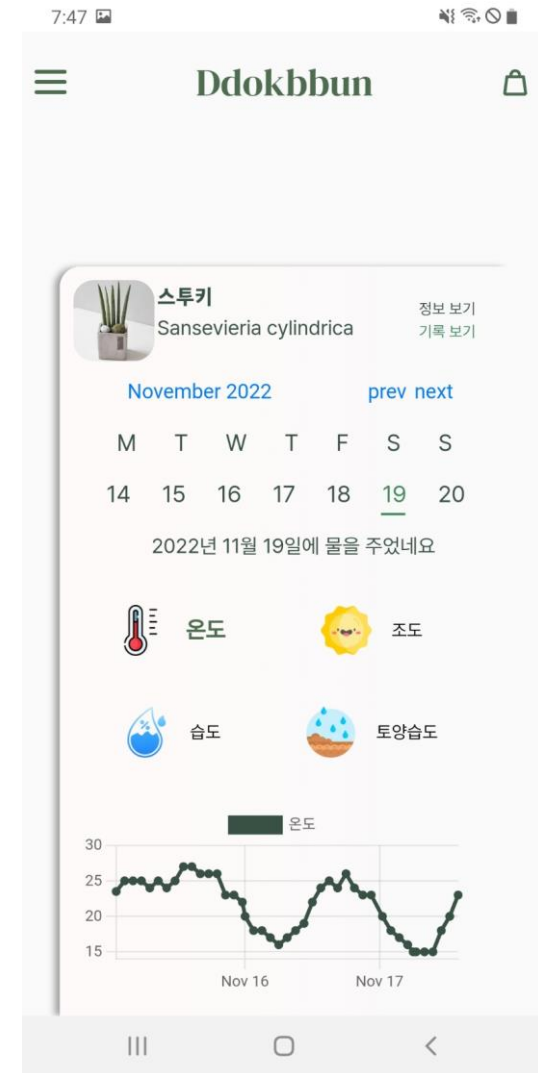 7:47
Ddokbbun
스투키
Sansevieria cylindrica
정보 보기
기록 보기
November 2022 prev next
M T W T F S S
14 15 16 17 18 19 20
2022년 11월 19일에 물을 주었네요
온도 조도
습도 토양습도
온도
30
25
20
15
Nov 16 Nov 17